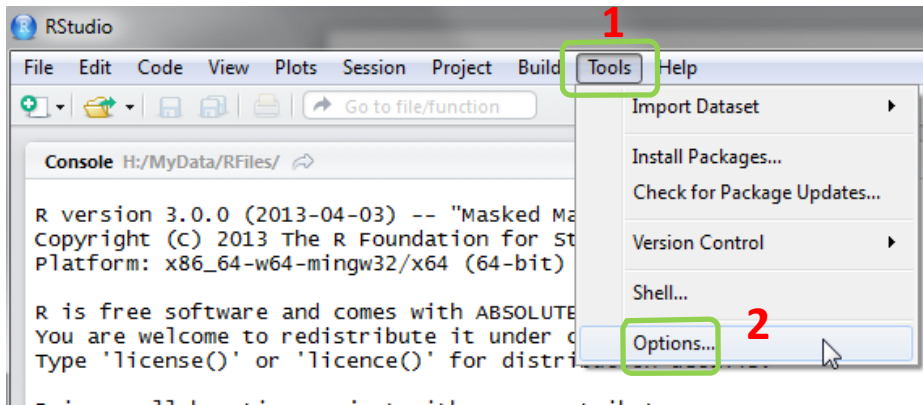 RStudio
1
File Edit Code View Plots Session Project Build Tools Help
Go to file/function
Import Dataset
Console H:/MyData/RFiles/
Install Packages...
Check for Package Updates...
R version 3.0.0 (2013-04-03) -- "Masked Ma
Copyright (C) 2013 The R Foundation for St
Version Control
Platform: x86_64-w64-mingw32/x64 (64-bit)
Shell...
R is free software and comes with ABSOLUTE
You are welcome to redistribute it under
Options...
2
Type 'license()' or 'licence()' for distri